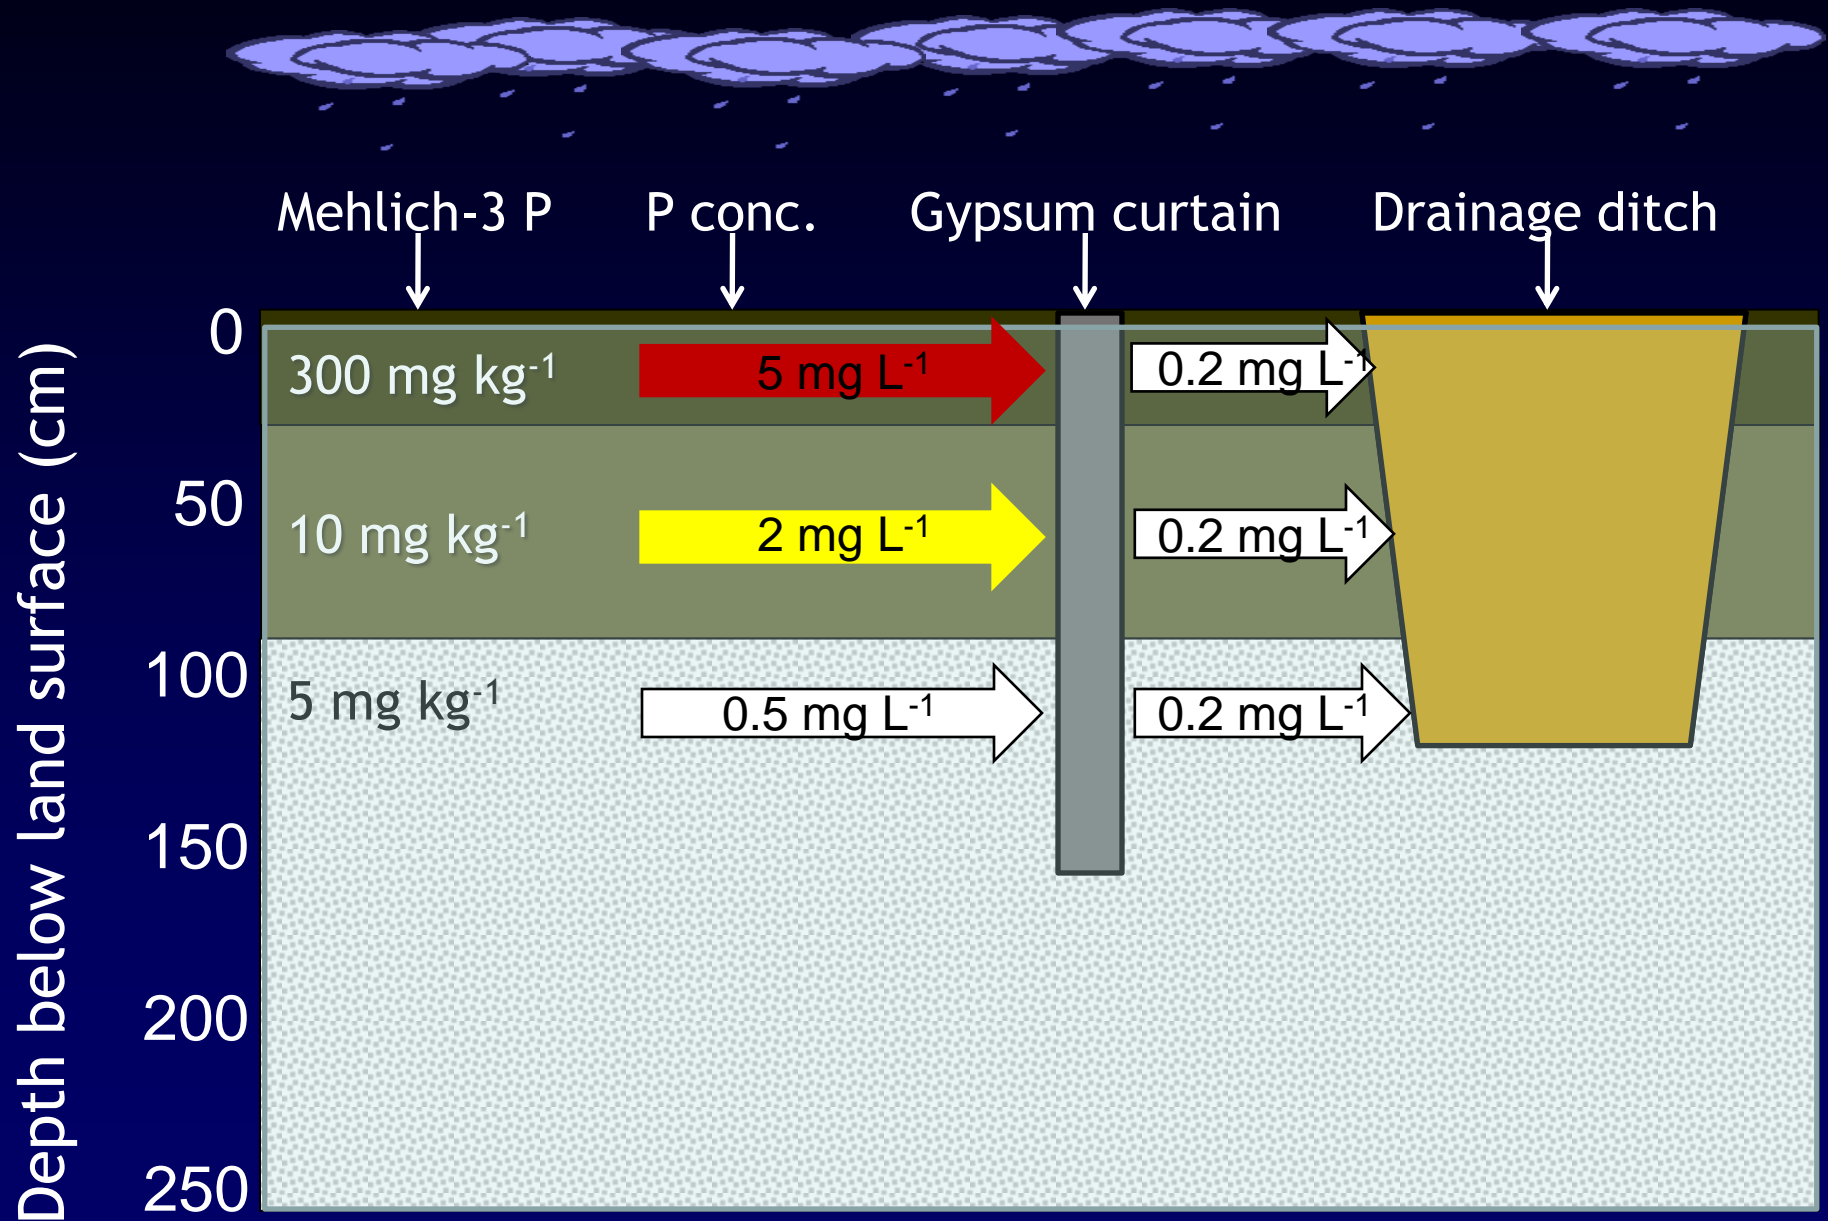 Mehlich-3 P P conc. Gypsum curtain Drainage ditch
Depth below land surface (cm)
0
300 mg kg⁻¹ 5 mg L⁻¹ 0.2 mg L⁻¹
50
10 mg kg⁻¹ 2 mg L⁻¹ 0.2 mg L⁻¹
100
5 mg kg⁻¹ 0.5 mg L⁻¹ 0.2 mg L⁻¹
150
200
250